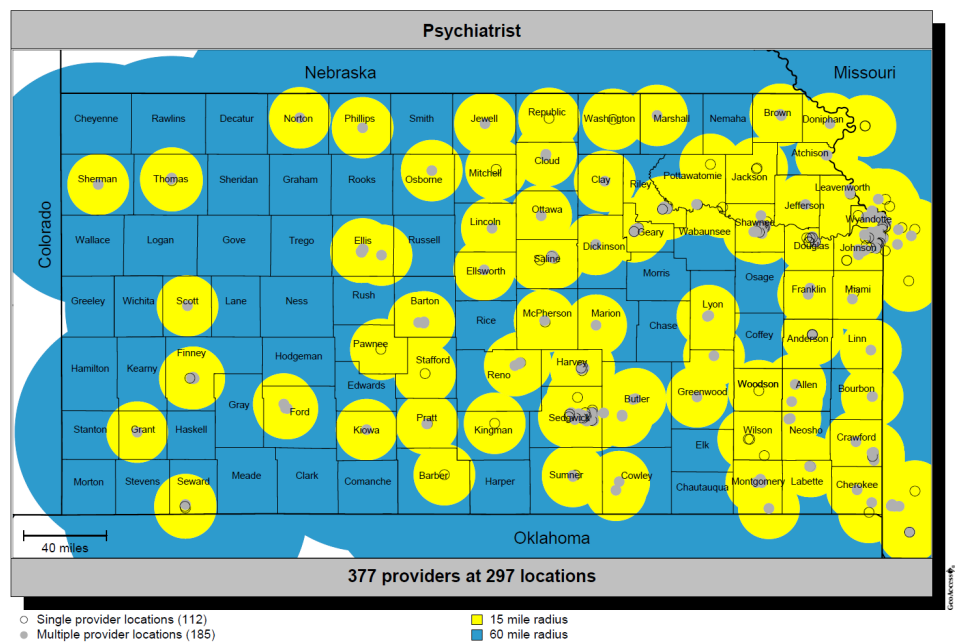 Psychiatrist
Nebraska
Missouri
Colorado
Cheyenne Rawlins Decatur Norton Phillips Smith Jewell Republic Washington Marshall Nemaha Brown Doniphan
Atchison
Sherman Thomas Sheridan Graham Rooks Osborne Mitchell Cloud Clay Riley Pottawatomie Jackson
Leavenworth
Jefferson
Wyandotte
Wallace Logan Gove Trego Ellis Russell Lincoln Ottawa Dickinson Geary Wabaunsee Shawnee Douglas Johnson
Saline
Ellsworth
Morris Osage Franklin Miami
Greeley Wichita Scott Lane Ness Rush Barton Rice McPherson Marion Chase Lyon Coffey Anderson Linn
Pawnee
Stafford
Hamilton Kearny Finney Hodgeman Edwards Reno Harvey
Gray Ford
Butler Greenwood Woodson Allen Bourbon
Stanton Grant Haskell Kiowa Pratt Kingman Sedgwick Elk Wilson Neosho Crawford
Morton Stevens Seward Meade Clark Comanche Barber Harper Sumner Cowley Chautauqua Montgomery Labette Cherokee
Oklahoma
40 miles
377 providers at 297 locations
GeoAccess®
Single provider locations (112)
Multiple provider locations (185)
15 mile radius
60 mile radius